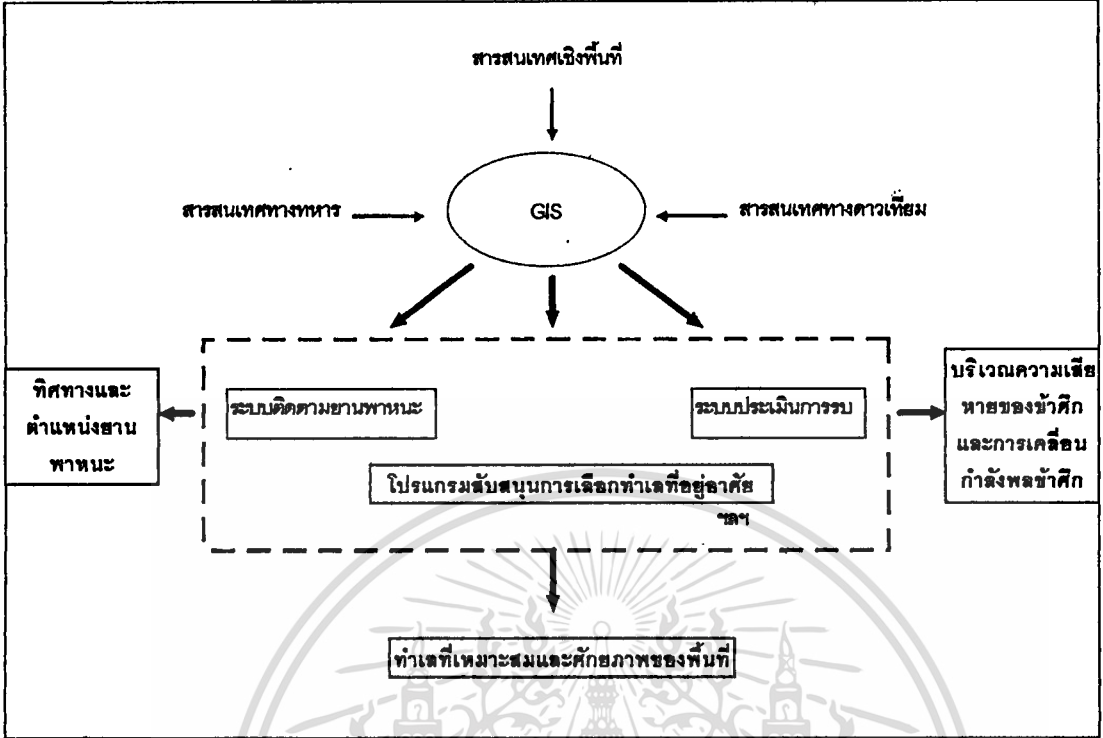 สารสนเทศเชิงพื้นที่
สารสนเทศทางทหาร
GIS
สารสนเทศทางดาวเทียม
ทิศทางและ
ตำแหน่งยาน
พาหนะ
ระบบติดตามยานพาหนะ
ระบบประเมินการรบ
บริเวณความเสีย
หายของข้าศึก
และการเคลื่อน
กำลังพลข้าศึก
โปรแกรมสนับสนุนการเลือกทำเลที่อยู่อาศัย
ฯลฯ
ทำเลที่เหมาะสมและศักยภาพของพื้นที่